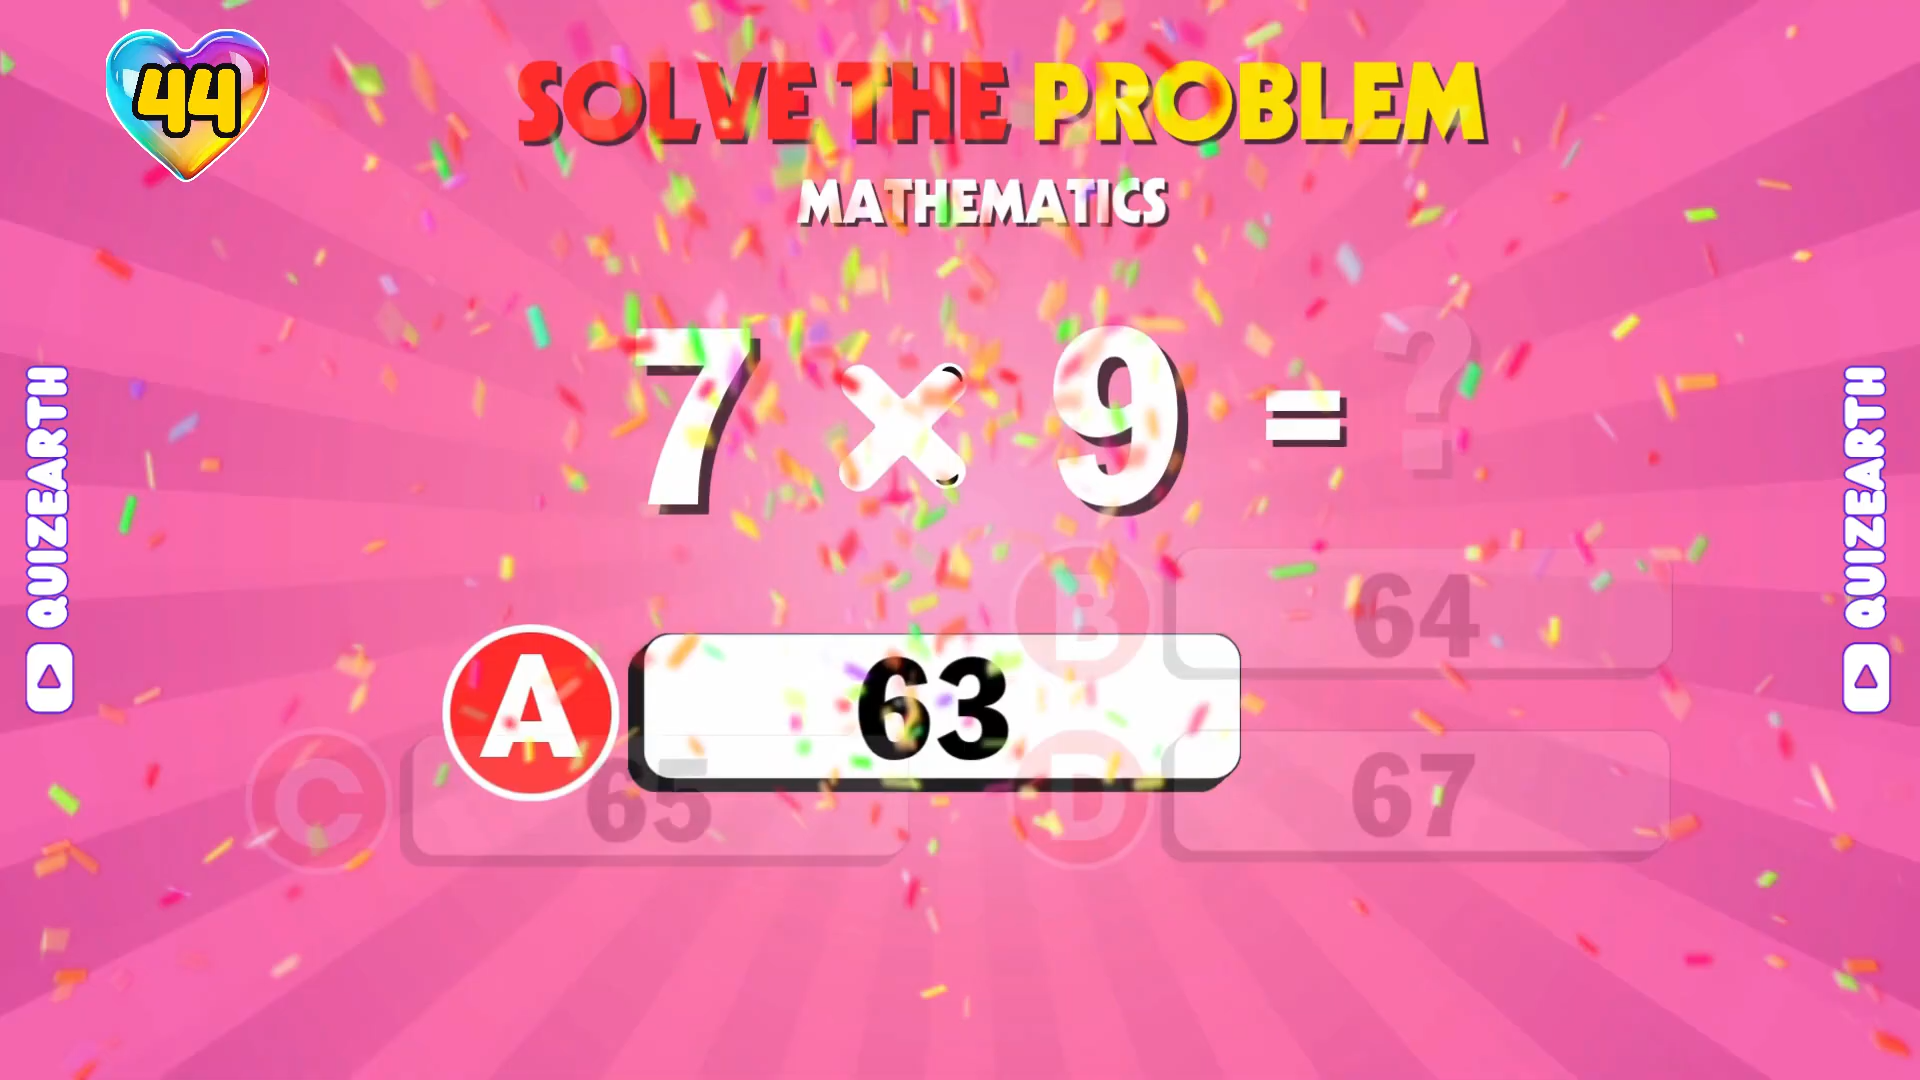 44
SOLVE THE PROBLEM
MATHEMATICS
7 × 9 = ?
A 63
B 64
C 65
D 67
QUIZEARTH
QUIZEARTH